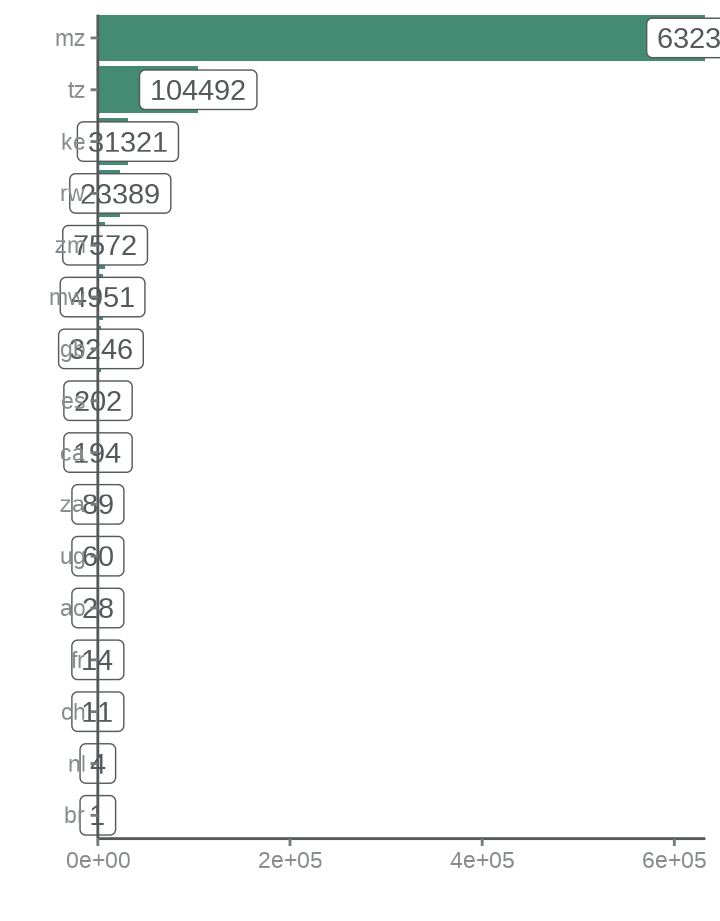 mz 6323
tz 104492
ke 31321
rw 23389
zm 7572
mw 4951
gb 3246
es 202
ca 194
za 89
ug 60
ao 28
fr 14
ch 11
nl 4
br 1
0e+00 2e+05 4e+05 6e+05